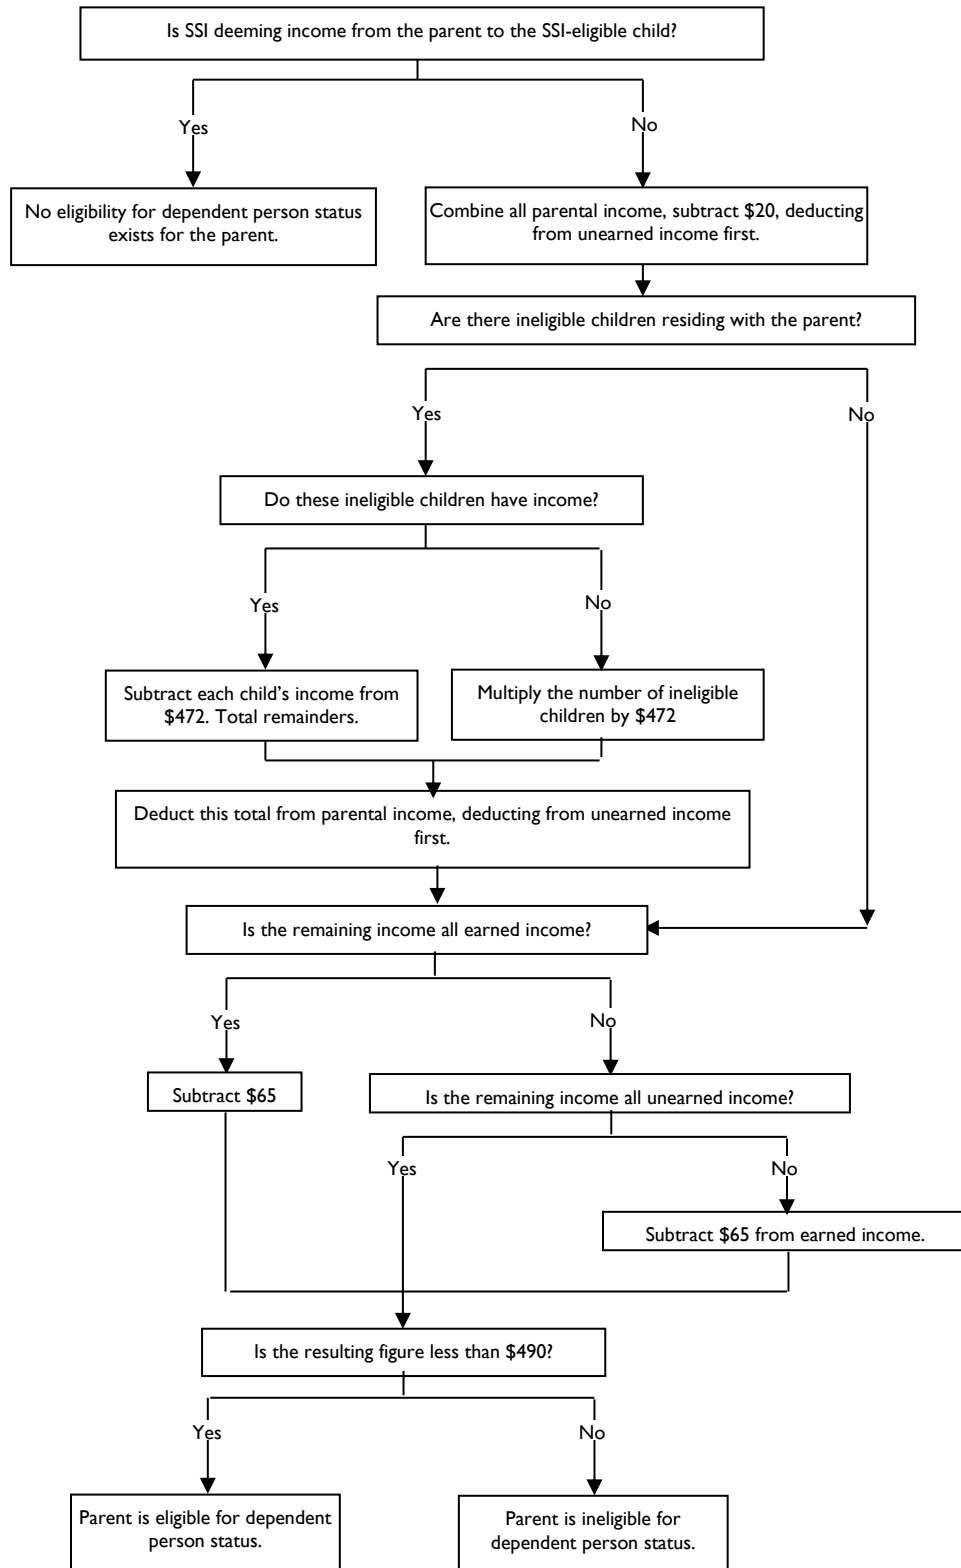 Is SSI deeming income from the parent to the SSI-eligible child?
Yes
No
No eligibility for dependent person status
exists for the parent.
Combine all parental income, subtract $20, deducting
from unearned income first.
Are there ineligible children residing with the parent?
Yes
No
Do these ineligible children have income?
Yes
No
Subtract each child’s income from
$472. Total remainders.
Multiply the number of ineligible
children by $472
Deduct this total from parental income, deducting from unearned income
first.
Is the remaining income all earned income?
Yes
No
Subtract $65
Is the remaining income all unearned income?
Yes
No
Subtract $65 from earned income.
Is the resulting figure less than $490?
Yes
No
Parent is eligible for dependent
person status.
Parent is ineligible for
dependent person status.